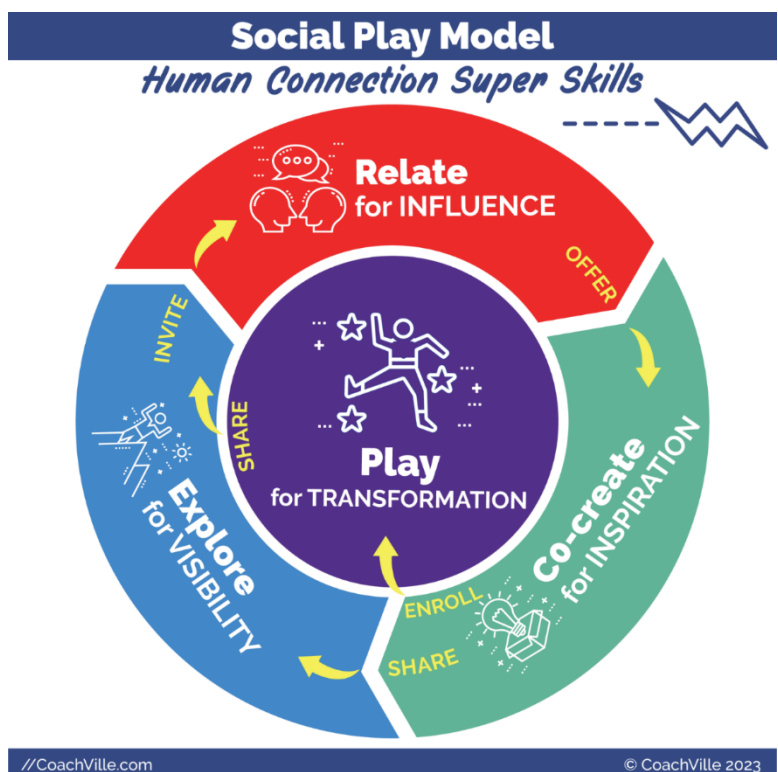 Social Play Model
Human Connection Super Skills
Relate
for INFLUENCE
OFFER
INVITE
SHARE
Play
for TRANSFORMATION
Explore
for VISIBILITY
C0-create
for INSPIRATION
ENROLL
SHARE
//CoachVille.com
© CoachVille 2023